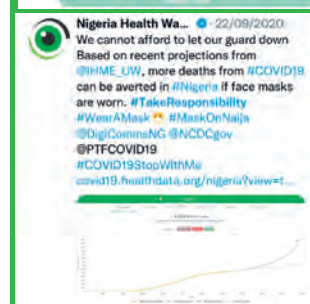 Nigeria Health Wa... · 22/09/2020
We cannot afford to let our guard down
Based on recent projections from
@IHME_UW, more deaths from #COVID19
can be averted in #Nigeria if face masks
are worn. #TakeResponsibility
#WearAMask #MaskOnNaija
@DigiCommsNG @NCDCgov
@PTFCOVID19
#COVID19StopWithMe
covid19.healthdata.org/nigeria?view=t...